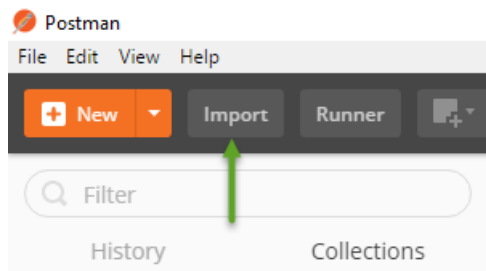 Postman
File Edit View Help
New Import Runner
Filter
History Collections